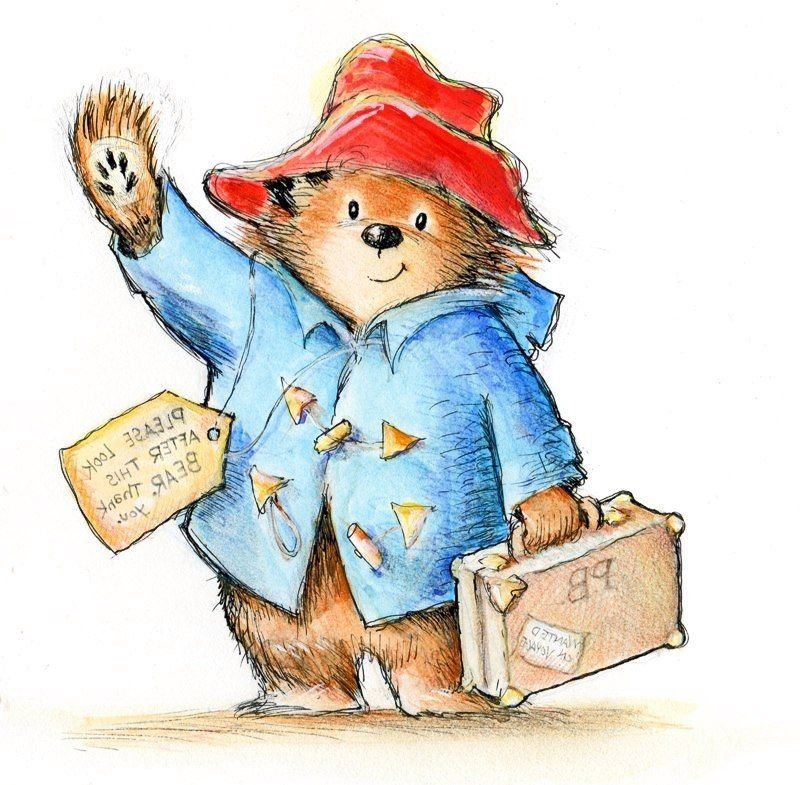 PLEASE LOOK
AFTER THIS
BEAR. Thank
you.
PB
WANTED
ON VOYAGE